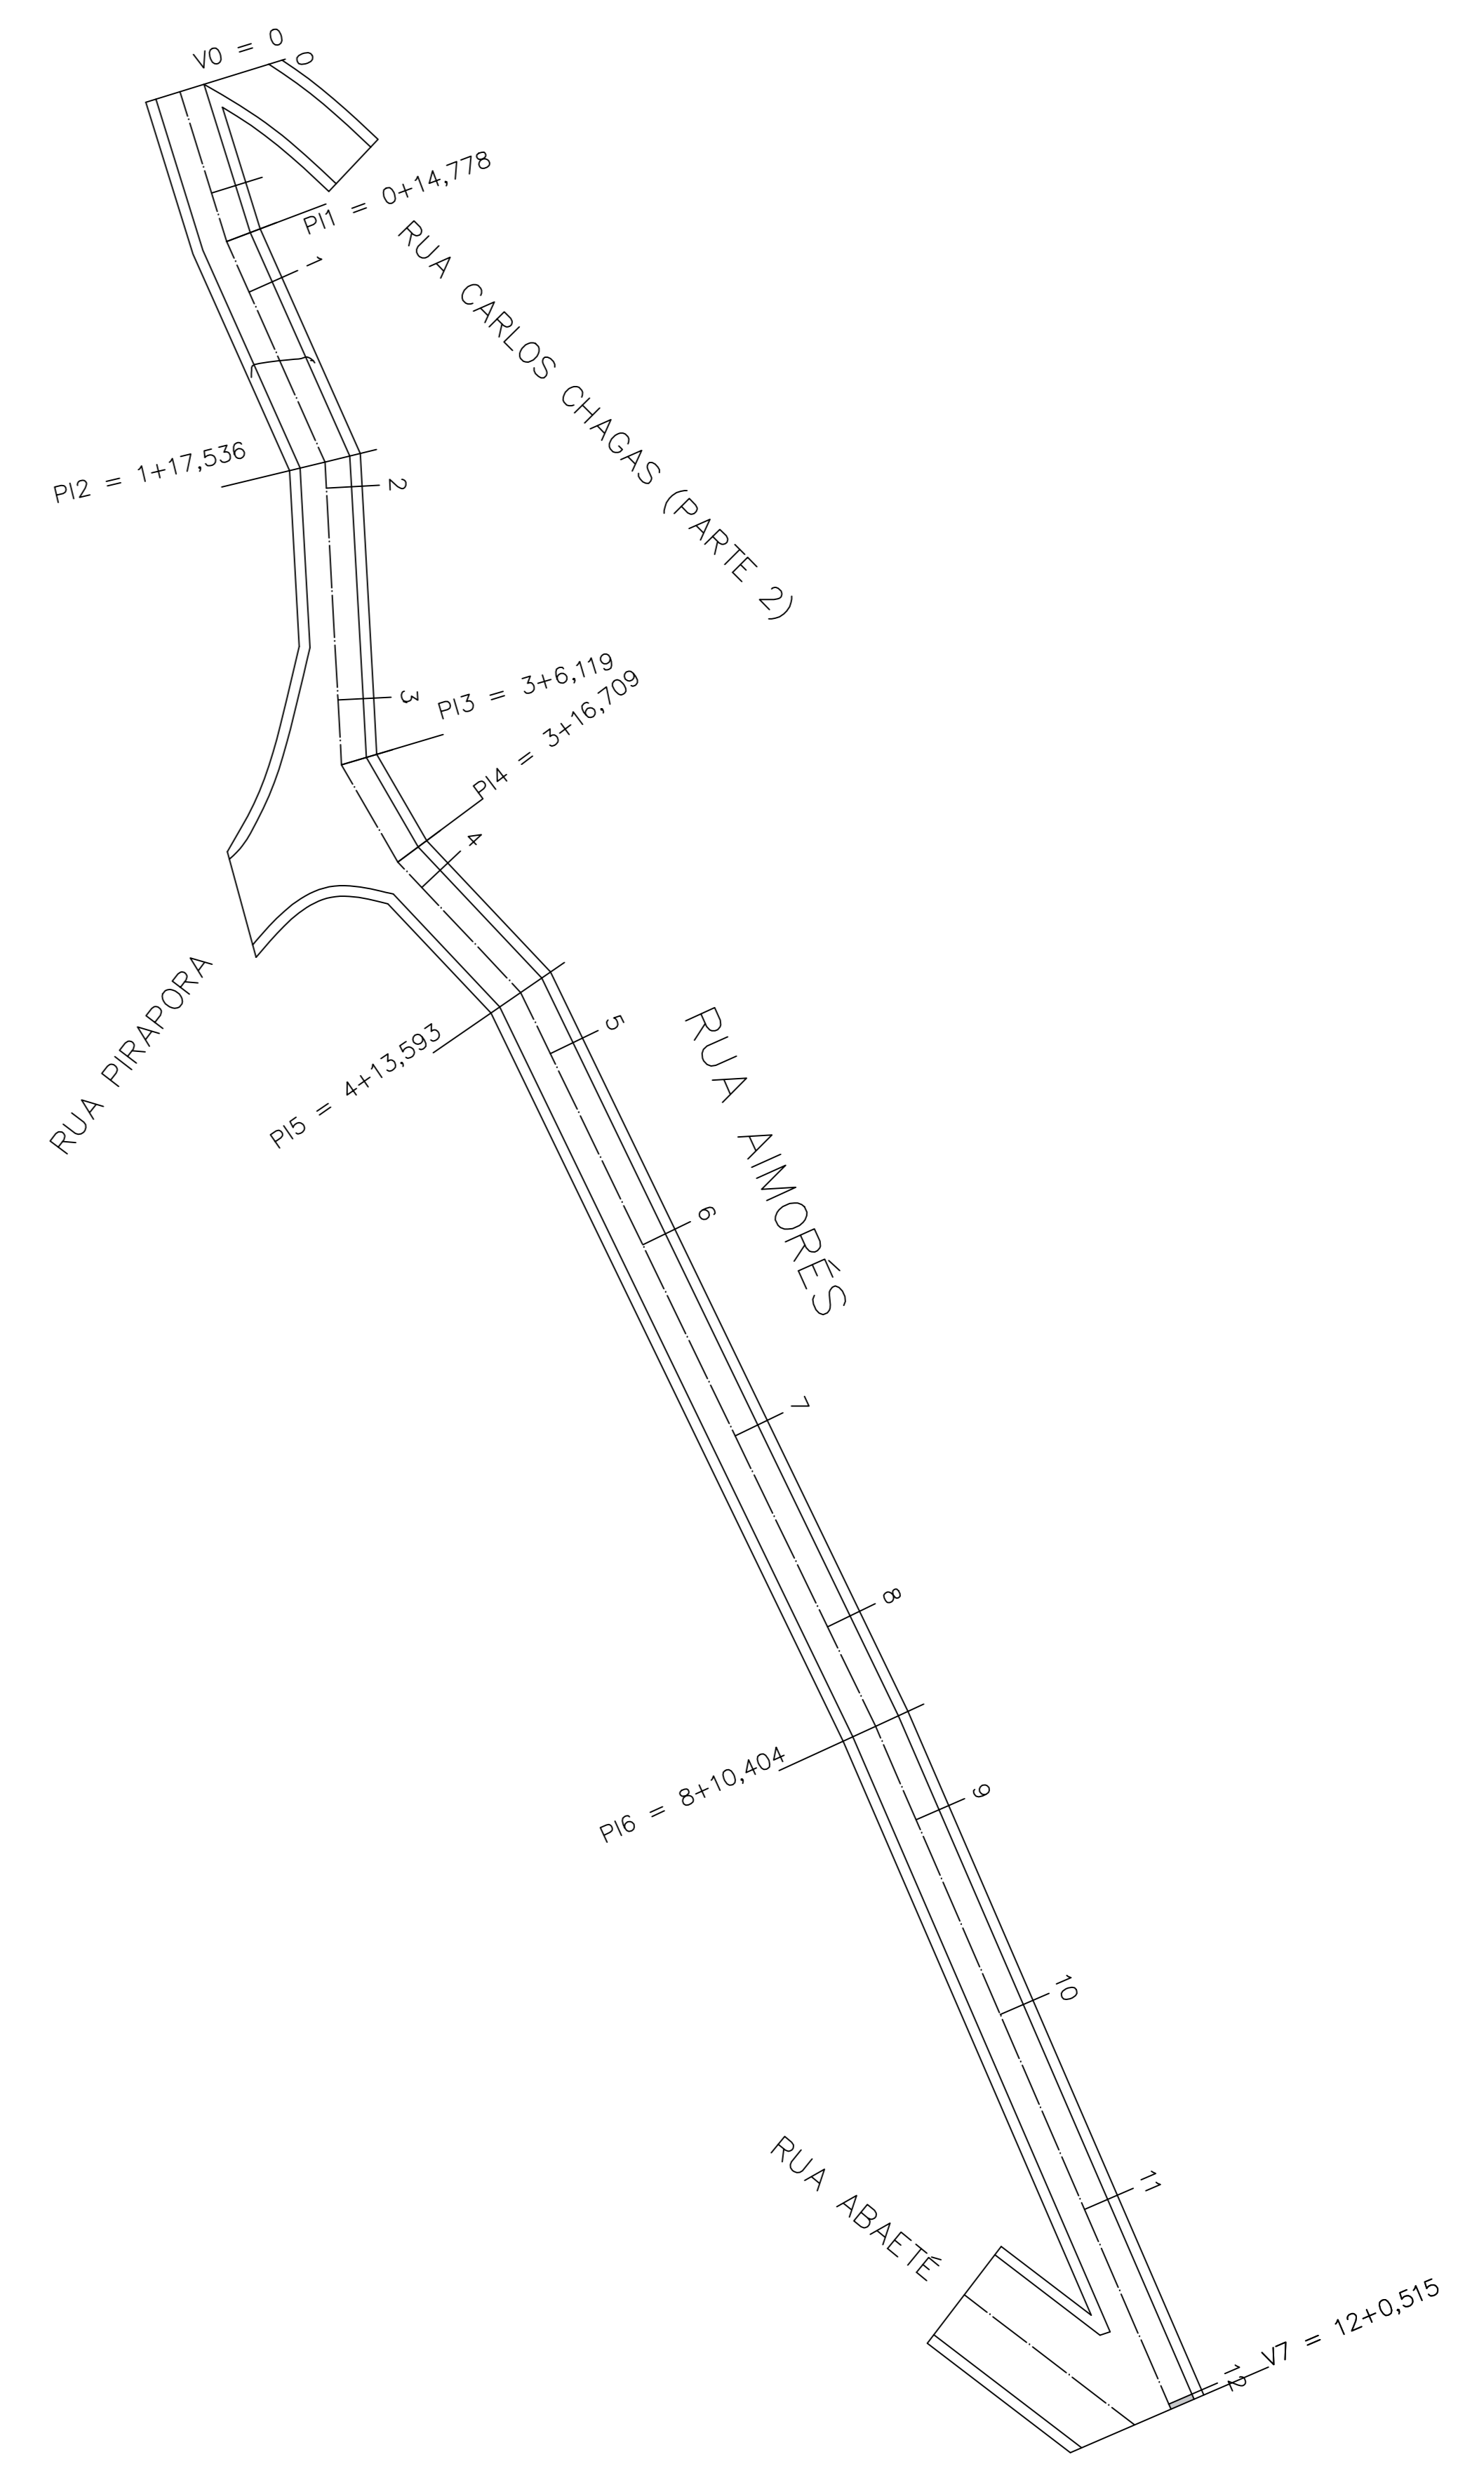 V0 = 0
0
PI1 = 0+14,778
RUA CARLOS CHAGAS (PARTE 2)
1
PI2 = 1+17,536
2
3
PI3 = 3+6,119
PI4 = 3+16,709
4
RUA PIRAPORA
PI5 = 4+13,593
5
RUA AIMORÉS
6
7
8
PI6 = 8+10,404
9
10
11
RUA ABAETÉ
12
V7 = 12+0,515